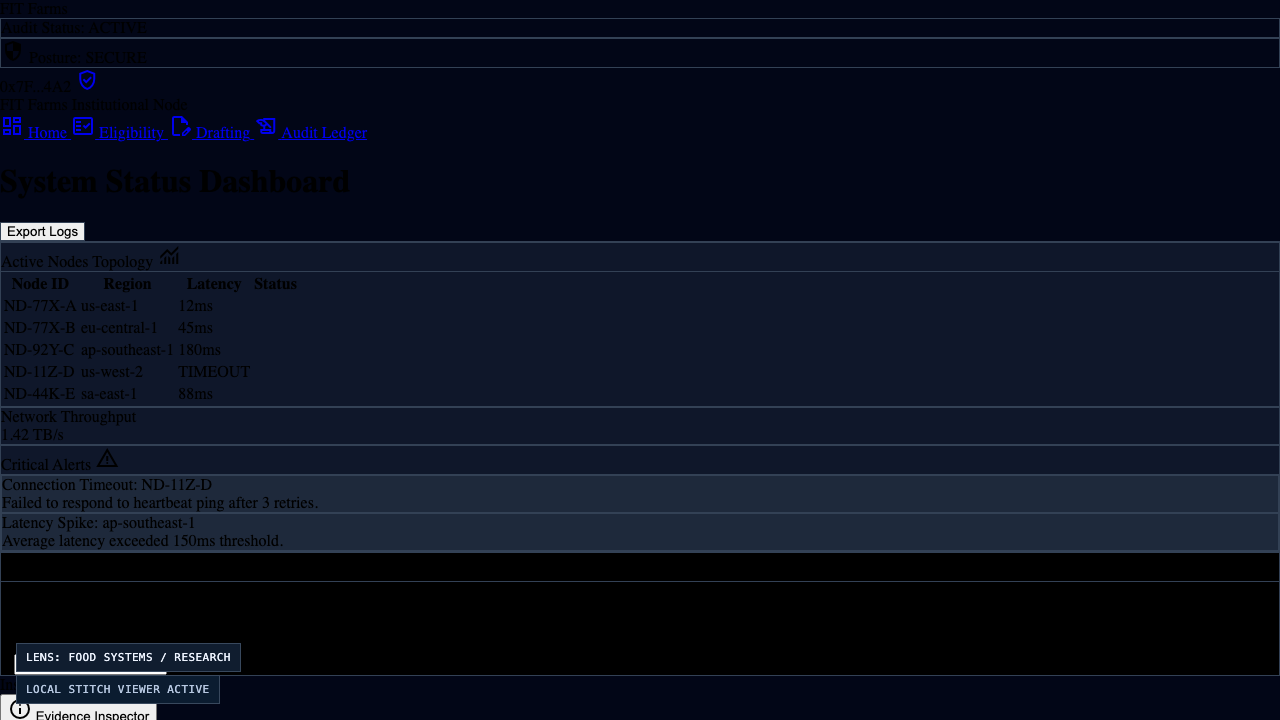 FIT Farms
Audit Status: ACTIVE
Posture: SECURE
0x7F...4A2
FIT Farms Institutional Node
Home Eligibility Drafting Audit Ledger
System Status Dashboard
Export Logs
Active Nodes Topology
Node ID Region Latency Status
ND-77X-A us-east-1 12ms
ND-77X-B eu-central-1 45ms
ND-92Y-C ap-southeast-1 180ms
ND-11Z-D us-west-2 TIMEOUT
ND-44K-E sa-east-1 88ms
Network Throughput
1.42 TB/s
Critical Alerts
Connection Timeout: ND-11Z-D
Failed to respond to heartbeat ping after 3 retries.
Latency Spike: ap-southeast-1
Average latency exceeded 150ms threshold.
LENS: FOOD SYSTEMS / RESEARCH
LOCAL STITCH VIEWER ACTIVE
Evidence Inspector